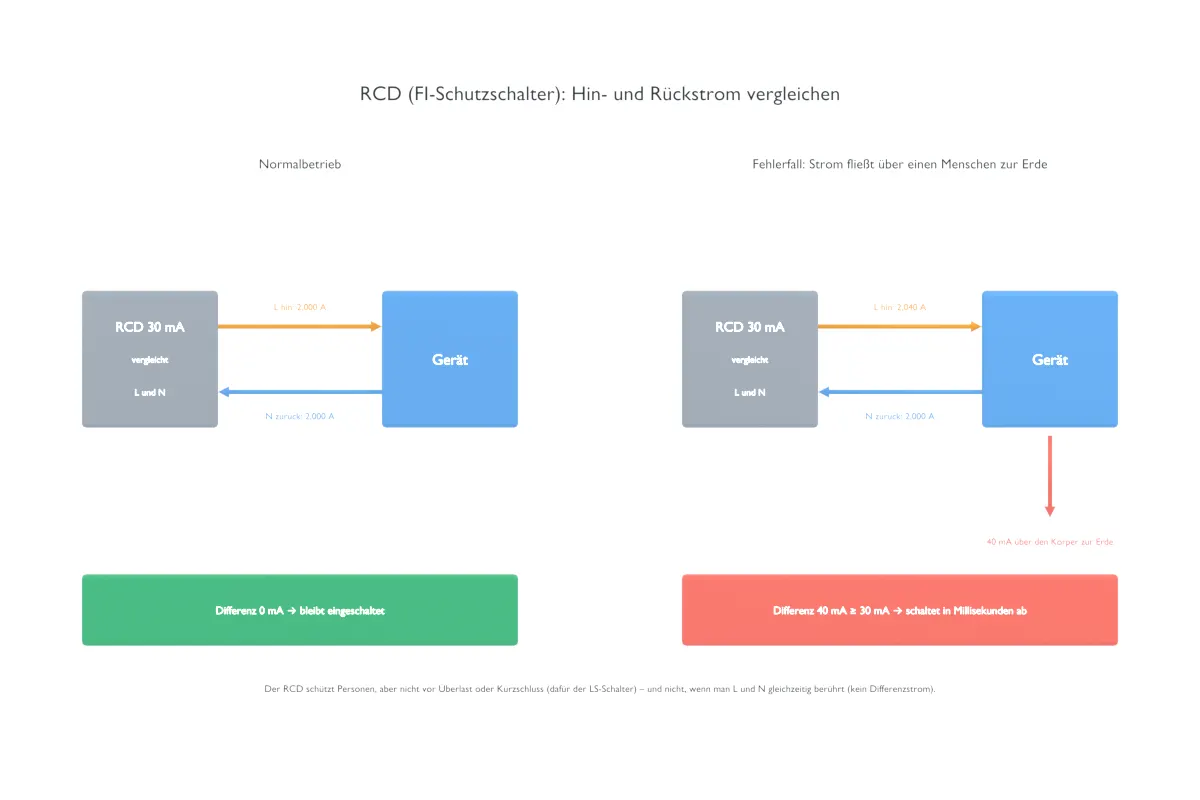 RCD (FI-Schutzschalter): Hin- und Rückstrom vergleichen
Normalbetrieb
Fehlerfall: Strom fließt über einen Menschen zur Erde
RCD 30 mA
vergleicht
L und N
L hin: 2,000 A
N zurück: 2,000 A
Gerät
RCD 30 mA
vergleicht
L und N
L hin: 2,040 A
N zurück: 2,000 A
Gerät
40 mA über den Körper zur Erde
Differenz 0 mA → bleibt eingeschaltet
Differenz 40 mA ≥ 30 mA → schaltet in Millisekunden ab
Der RCD schützt Personen, aber nicht vor Überlast oder Kurzschluss (dafür der LS-Schalter) – und nicht, wenn man L und N gleichzeitig berührt (kein Differenzstrom).